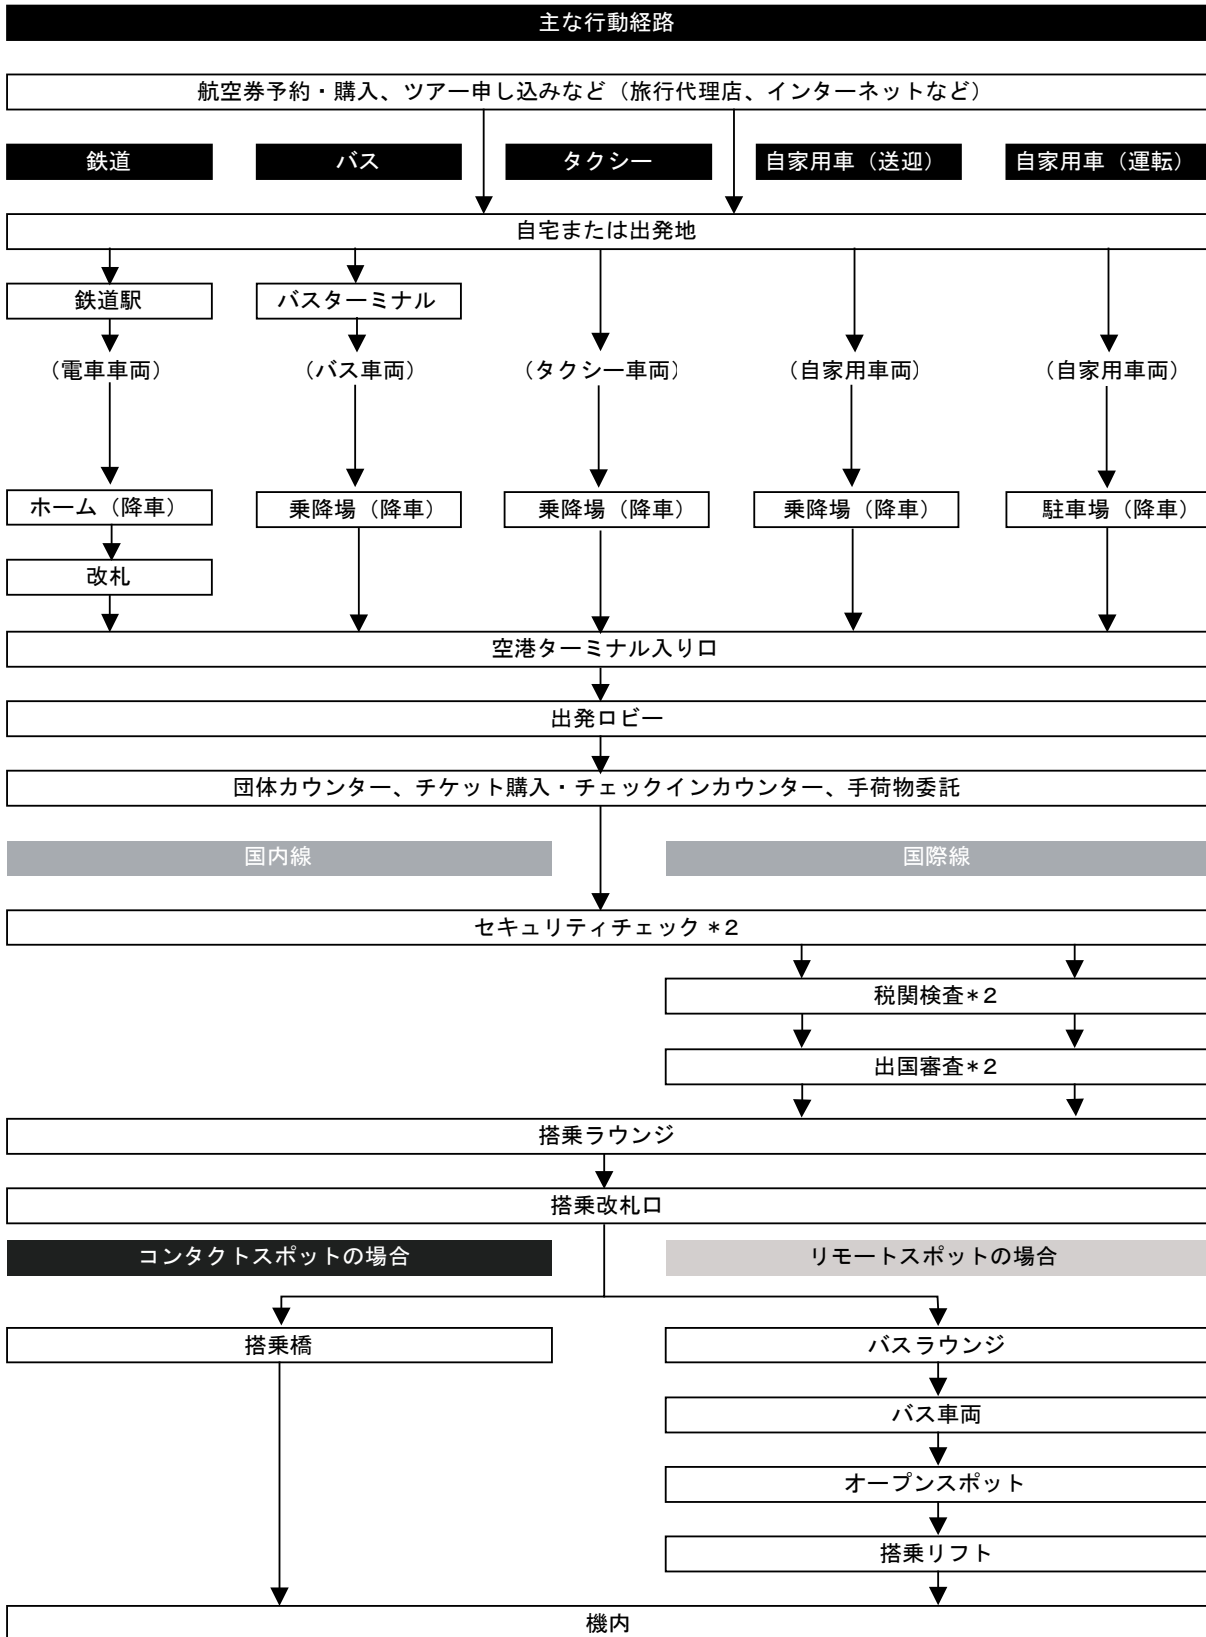 主な行動経路
航空券予約・購入、ツアー申し込みなど（旅行代理店、インターネットなど）
鉄道
バス
タクシー
自家用車（送迎）
自家用車（運転）
自宅または出発地
鉄道駅
バスターミナル
（電車車両）
（バス車両）
（タクシー車両）
（自家用車両）
（自家用車両）
ホーム（降車）
乗降場（降車）
乗降場（降車）
乗降場（降車）
駐車場（降車）
改札
空港ターミナル入り口
出発ロビー
団体カウンター、チケット購入・チェックインカウンター、手荷物委託
国内線
国際線
セキュリティチェック＊2
税関検査＊2
出国審査＊2
搭乗ラウンジ
搭乗改札口
コンタクトスポットの場合
リモートスポットの場合
搭乗橋
バスラウンジ
バス車両
オープンスポット
搭乗リフト
機内